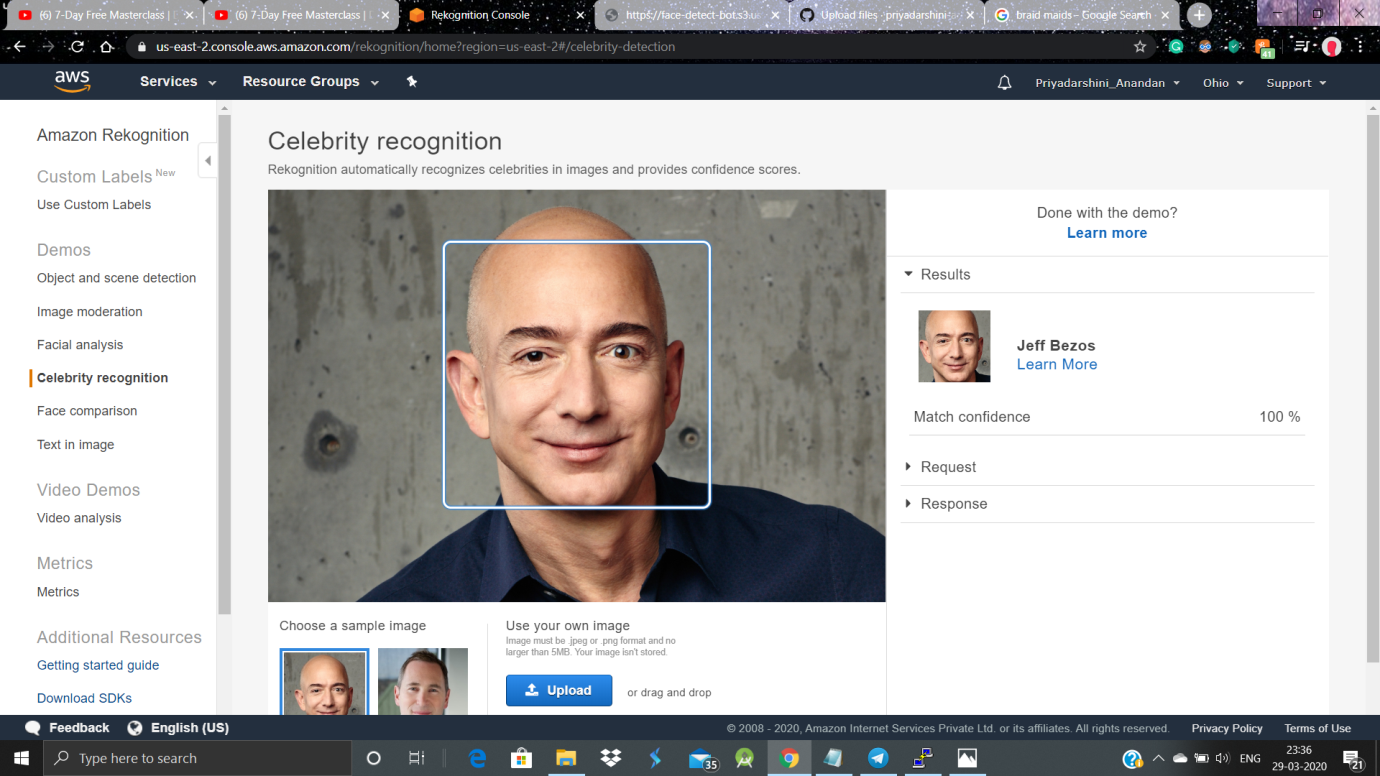 (6) 7-Day Free Masterclass |
(6) 7-Day Free Masterclass |
Rekognition Console
https://face-detect-bot.s3.u
Upload files · priyadarshini-
braid maids - Google Search
us-east-2.console.aws.amazon.com/rekognition/home?region=us-east-2#/celebrity-detection
41
aws
Services
Resource Groups
Priyadarshini_Anandan
Ohio
Support
Amazon Rekognition
Custom Labels New
Use Custom Labels
Demos
Object and scene detection
Image moderation
Facial analysis
Celebrity recognition
Face comparison
Text in image
Video Demos
Video analysis
Metrics
Metrics
Additional Resources
Getting started guide
Download SDKs
Celebrity recognition
Rekognition automatically recognizes celebrities in images and provides confidence scores.
Done with the demo?
Learn more
Results
Jeff Bezos
Learn More
Match confidence 100 %
Request
Response
Choose a sample image
Use your own image
Image must be .jpeg or .png format and no
larger than 5MB. Your image isn't stored.
Upload
or drag and drop
Feedback
English (US)
© 2008 - 2020, Amazon Internet Services Private Ltd. or its affiliates. All rights reserved.
Privacy Policy
Terms of Use
Type here to search
35
ENG
23:36
29-03-2020
21